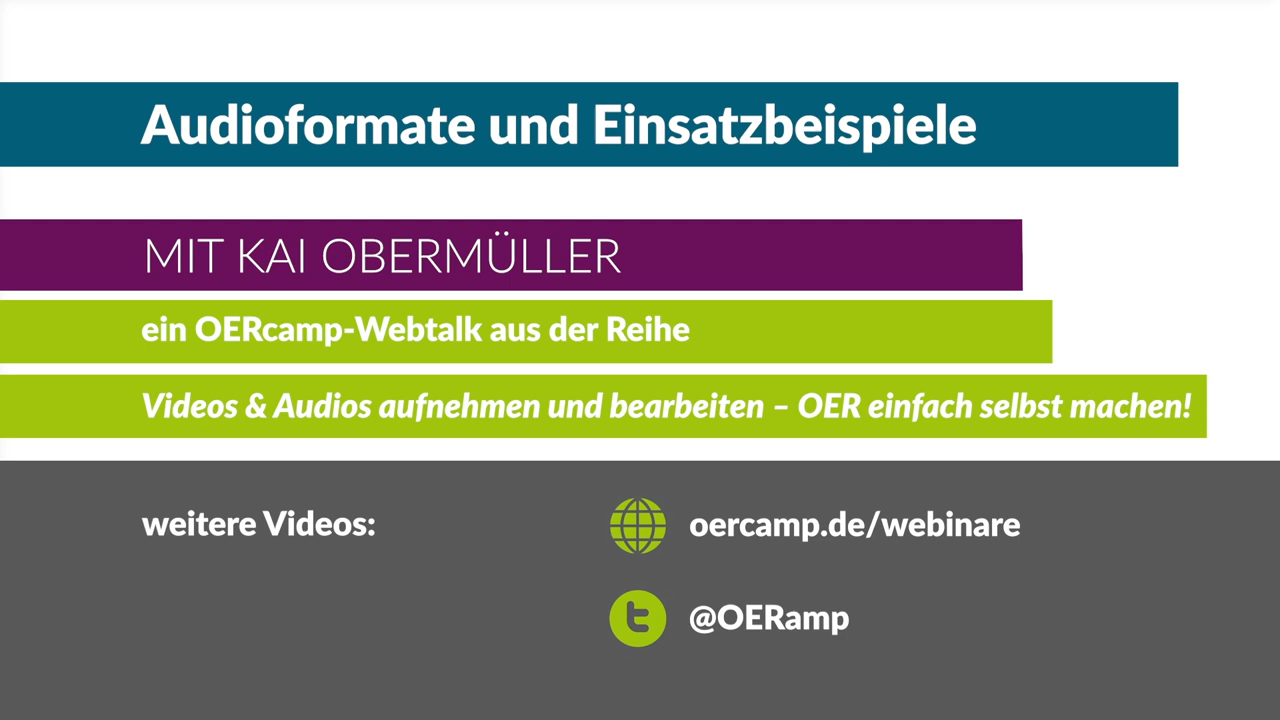 Audioformate und Einsatzbeispiele
MIT KAI OBERMÜLLER
ein OERcamp-Webtalk aus der Reihe
Videos & Audios aufnehmen und bearbeiten – OER einfach selbst machen!
weitere Videos:
oercamp.de/webinare
@OERamp